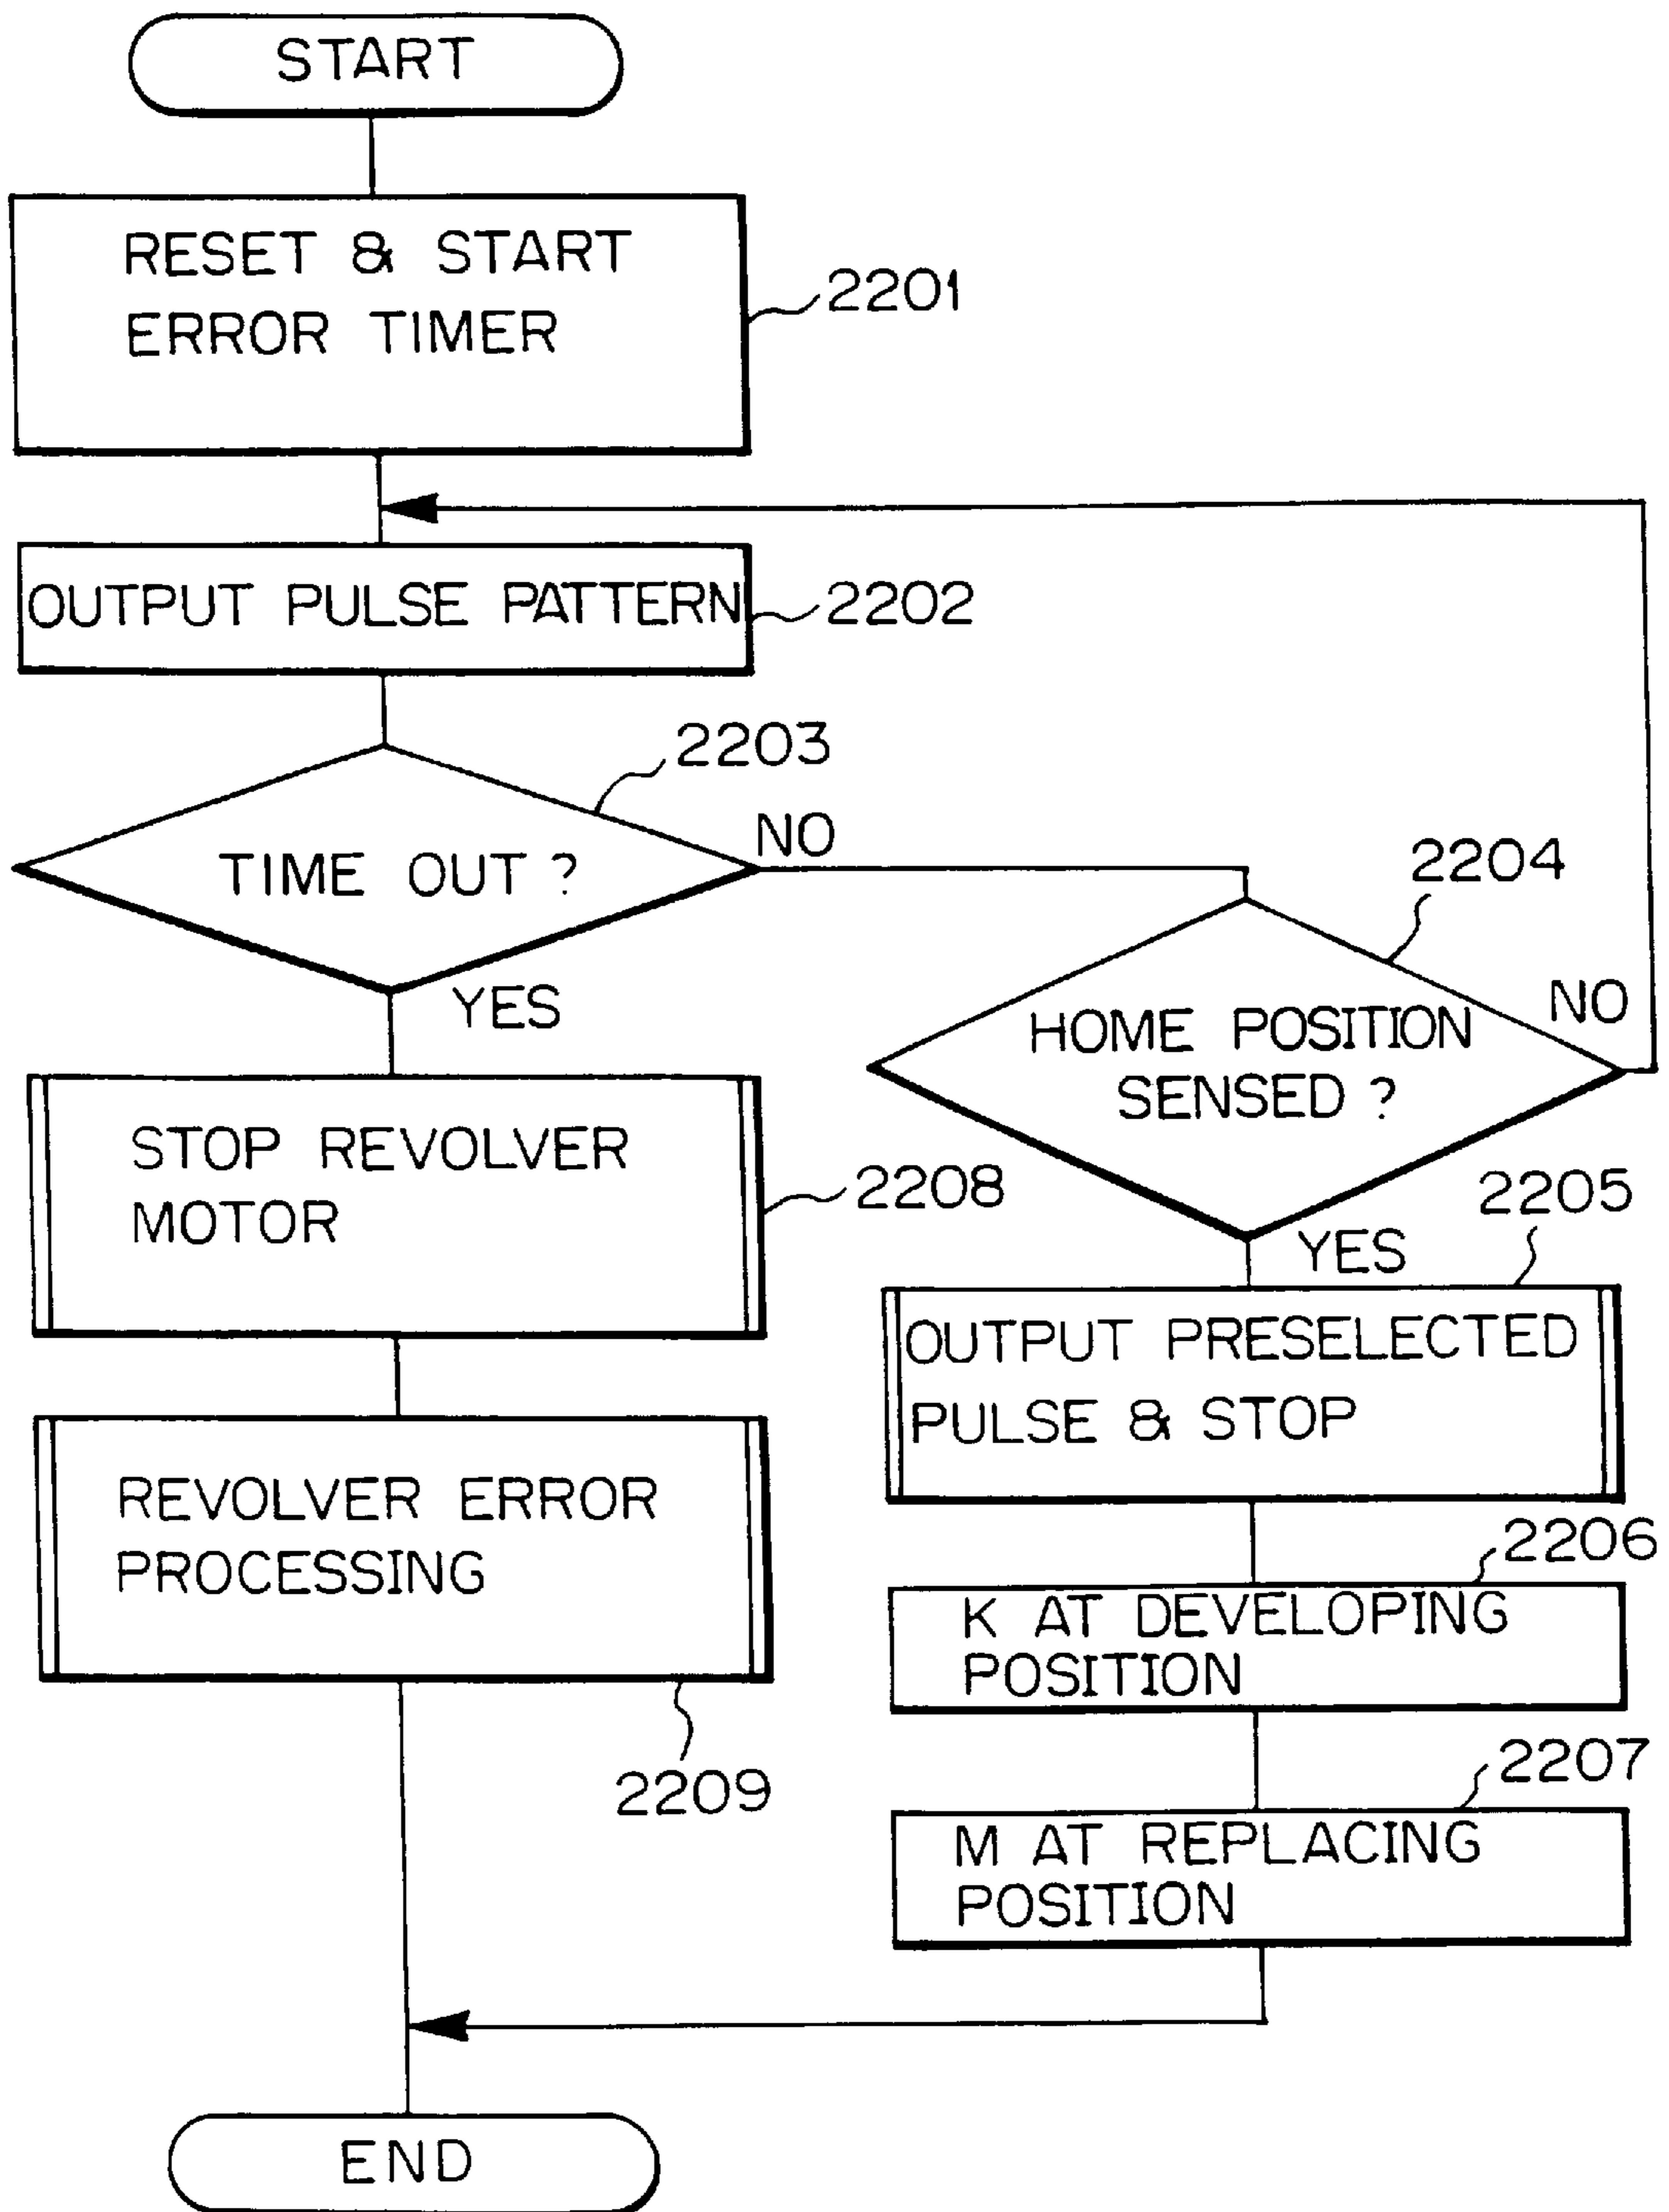 START
RESET & START
ERROR TIMER
2201
OUTPUT PULSE PATTERN
2202
2203
TIME OUT ?
NO
YES
2204
HOME POSITION
SENSED ?
NO
YES
STOP REVOLVER
MOTOR
2208
2205
OUTPUT PRESELECTED
PULSE & STOP
REVOLVER ERROR
PROCESSING
2209
2206
K AT DEVELOPING
POSITION
2207
M AT REPLACING
POSITION
END